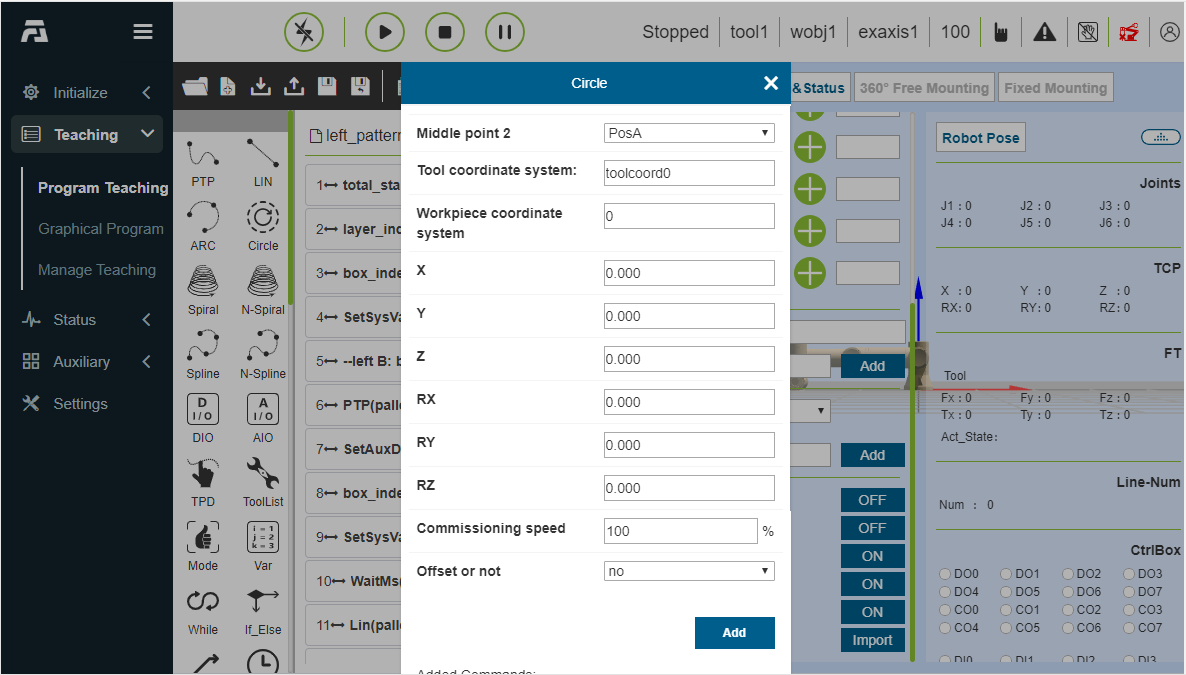 Stopped
tool1
wobj1
exaxis1
100
Initialize
Teaching
Program Teaching
Graphical Program
Manage Teaching
Status
Auxiliary
Settings
PTP
LIN
ARC
Circle
Spiral
N-Spiral
Spline
N-Spline
D
I/O
A
I/O
DIO
AIO
TPD
ToolList
i = 1
j = 2
k = 3
Mode
Var
While
If_Else
left_pattern
1 total_sta
2 layer_ind
3 box_inde
4 SetSysVa
5 --left B: b
6 PTP(palle
7 SetAuxD
8 box_inde
9 SetSysVa
10 WaitMs(
11 Lin(palle
Circle
Middle point 2
PosA
Tool coordinate system:
toolcoord0
Workpiece coordinate
system
0
X
0.000
Y
0.000
Z
0.000
RX
0.000
RY
0.000
RZ
0.000
Commissioning speed
100
%
Offset or not
no
Add
Added Commands:
&Status
360° Free Mounting
Fixed Mounting
Add
Add
OFF
OFF
ON
ON
ON
Import
Robot Pose
Joints
J1 : 0 J2 : 0 J3 : 0
J4 : 0 J5 : 0 J6 : 0
TCP
X : 0 Y : 0 Z : 0
RX: 0 RY: 0 RZ: 0
FT
Tool
Fx : 0 Fy : 0 Fz : 0
Tx : 0 Ty : 0 Tz : 0
Act_State:
Line-Num
Num : 0
CtrlBox
DO0 DO1 DO2 DO3
DO4 DO5 DO6 DO7
CO0 CO1 CO2 CO3
CO4 CO5 CO6 CO7
DI0 DI1 DI2 DI3